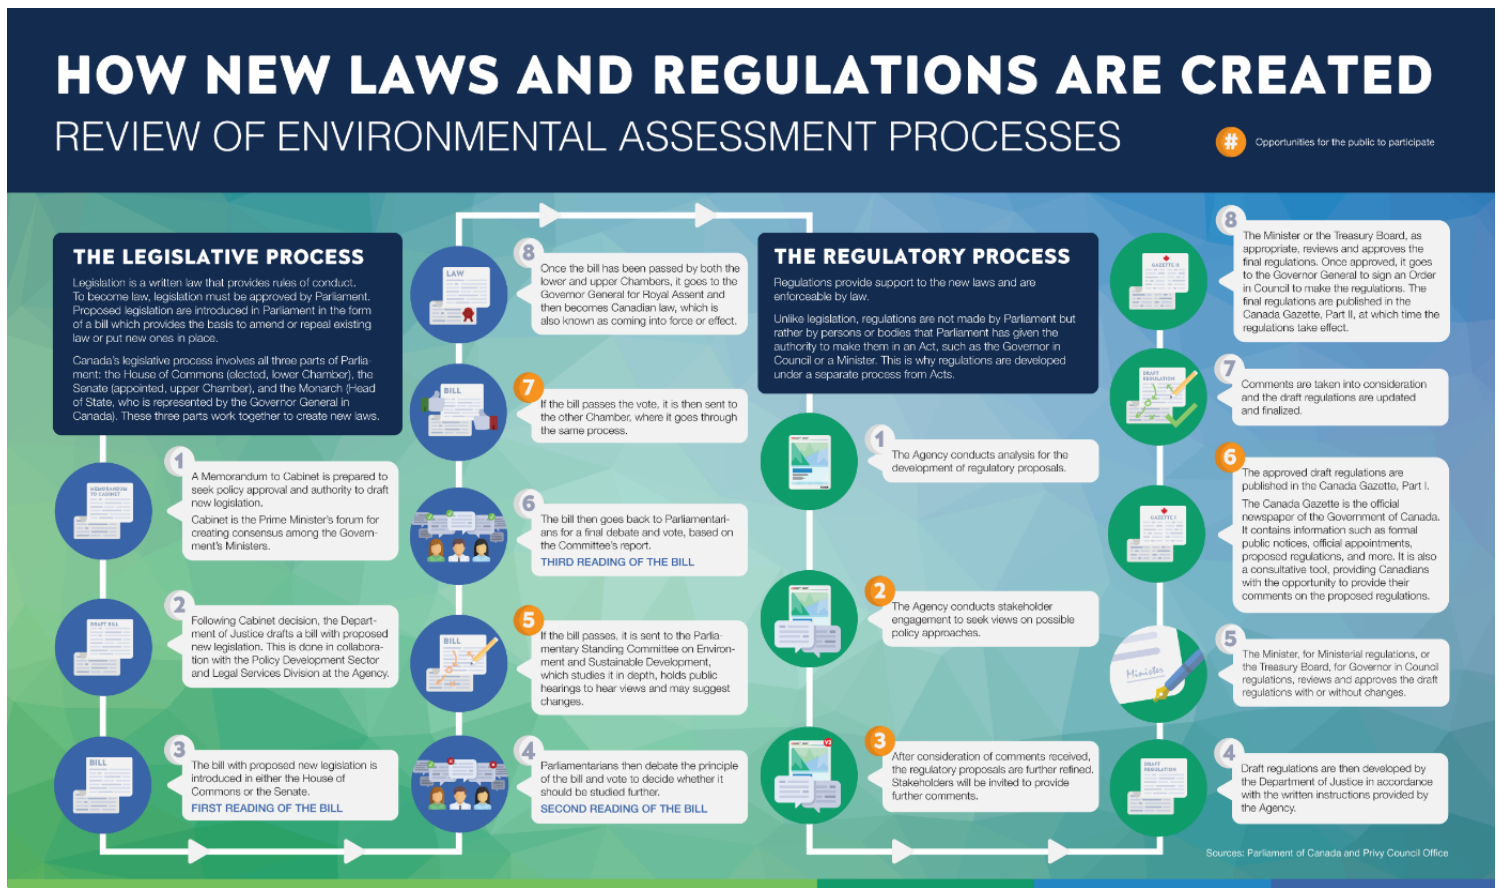 HOW NEW LAWS AND REGULATIONS ARE CREATED
REVIEW OF ENVIRONMENTAL ASSESSMENT PROCESSES
# Opportunities for the public to participate
THE LEGISLATIVE PROCESS
Legislation is a written law that provides rules of conduct.
To become law, legislation must be approved by Parliament.
Proposed legislation are introduced in Parliament in the form
of a bill which provides the basis to amend or repeal existing
law or put new ones in place.
Canada's legislative process involves all three parts of Parlia-
ment: the House of Commons (elected, lower Chamber), the
Senate (appointed, upper Chamber), and the Monarch (Head
of State, who is represented by the Governor General in
Canada). These three parts work together to create new laws.
MEMORANDUM
TO CABINET
1
A Memorandum to Cabinet is prepared to
seek policy approval and authority to draft
new legislation.
Cabinet is the Prime Minister's forum for
creating consensus among the Govern-
ment's Ministers.
DRAFT BILL
2
Following Cabinet decision, the Depart-
ment of Justice drafts a bill with proposed
new legislation. This is done in collabora-
tion with the Policy Development Sector
and Legal Services Division at the Agency.
BILL
3
The bill with proposed new legislation is
introduced in either the House of
Commons or the Senate.
FIRST READING OF THE BILL
4
Parliamentarians then debate the principle
of the bill and vote to decide whether it
should be studied further.
SECOND READING OF THE BILL
BILL
5
If the bill passes, it is sent to the Parlia-
mentary Standing Committee on Environ-
ment and Sustainable Development,
which studies it in depth, holds public
hearings to hear views and may suggest
changes.
6
The bill then goes back to Parliamentari-
ans for a final debate and vote, based on
the Committee's report.
THIRD READING OF THE BILL
BILL
7
If the bill passes the vote, it is then sent to
the other Chamber, where it goes through
the same process.
LAW
8
Once the bill has been passed by both the
lower and upper Chambers, it goes to the
Governor General for Royal Assent and
then becomes Canadian law, which is
also known as coming into force or effect.
THE REGULATORY PROCESS
Regulations provide support to the new laws and are
enforceable by law.
Unlike legislation, regulations are not made by Parliament but
rather by persons or bodies that Parliament has given the
authority to make them in an Act, such as the Governor in
Council or a Minister. This is why regulations are developed
under a separate process from Acts.
1
The Agency conducts analysis for the
development of regulatory proposals.
2
The Agency conducts stakeholder
engagement to seek views on possible
policy approaches.
V2
3
After consideration of comments received,
the regulatory proposals are further refined.
Stakeholders will be invited to provide
further comments.
DRAFT
REGULATION
4
Draft regulations are then developed by
the Department of Justice in accordance
with the written instructions provided by
the Agency.
Minister
5
The Minister, for Ministerial regulations, or
the Treasury Board, for Governor in Council
regulations, reviews and approves the draft
regulations with or without changes.
GAZETTE I
6
The approved draft regulations are
published in the Canada Gazette, Part I.
The Canada Gazette is the official
newspaper of the Government of Canada.
It contains information such as formal
public notices, official appointments,
proposed regulations, and more. It is also
a consultative tool, providing Canadians
with the opportunity to provide their
comments on the proposed regulations.
DRAFT
REGULATION
7
Comments are taken into consideration
and the draft regulations are updated
and finalized.
GAZETTE II
8
The Minister or the Treasury Board, as
appropriate, reviews and approves the
final regulations. Once approved, it goes
to the Governor General to sign an Order
in Council to make the regulations. The
final regulations are published in the
Canada Gazette, Part II, at which time the
regulations take effect.
Sources: Parliament of Canada and Privy Council Office